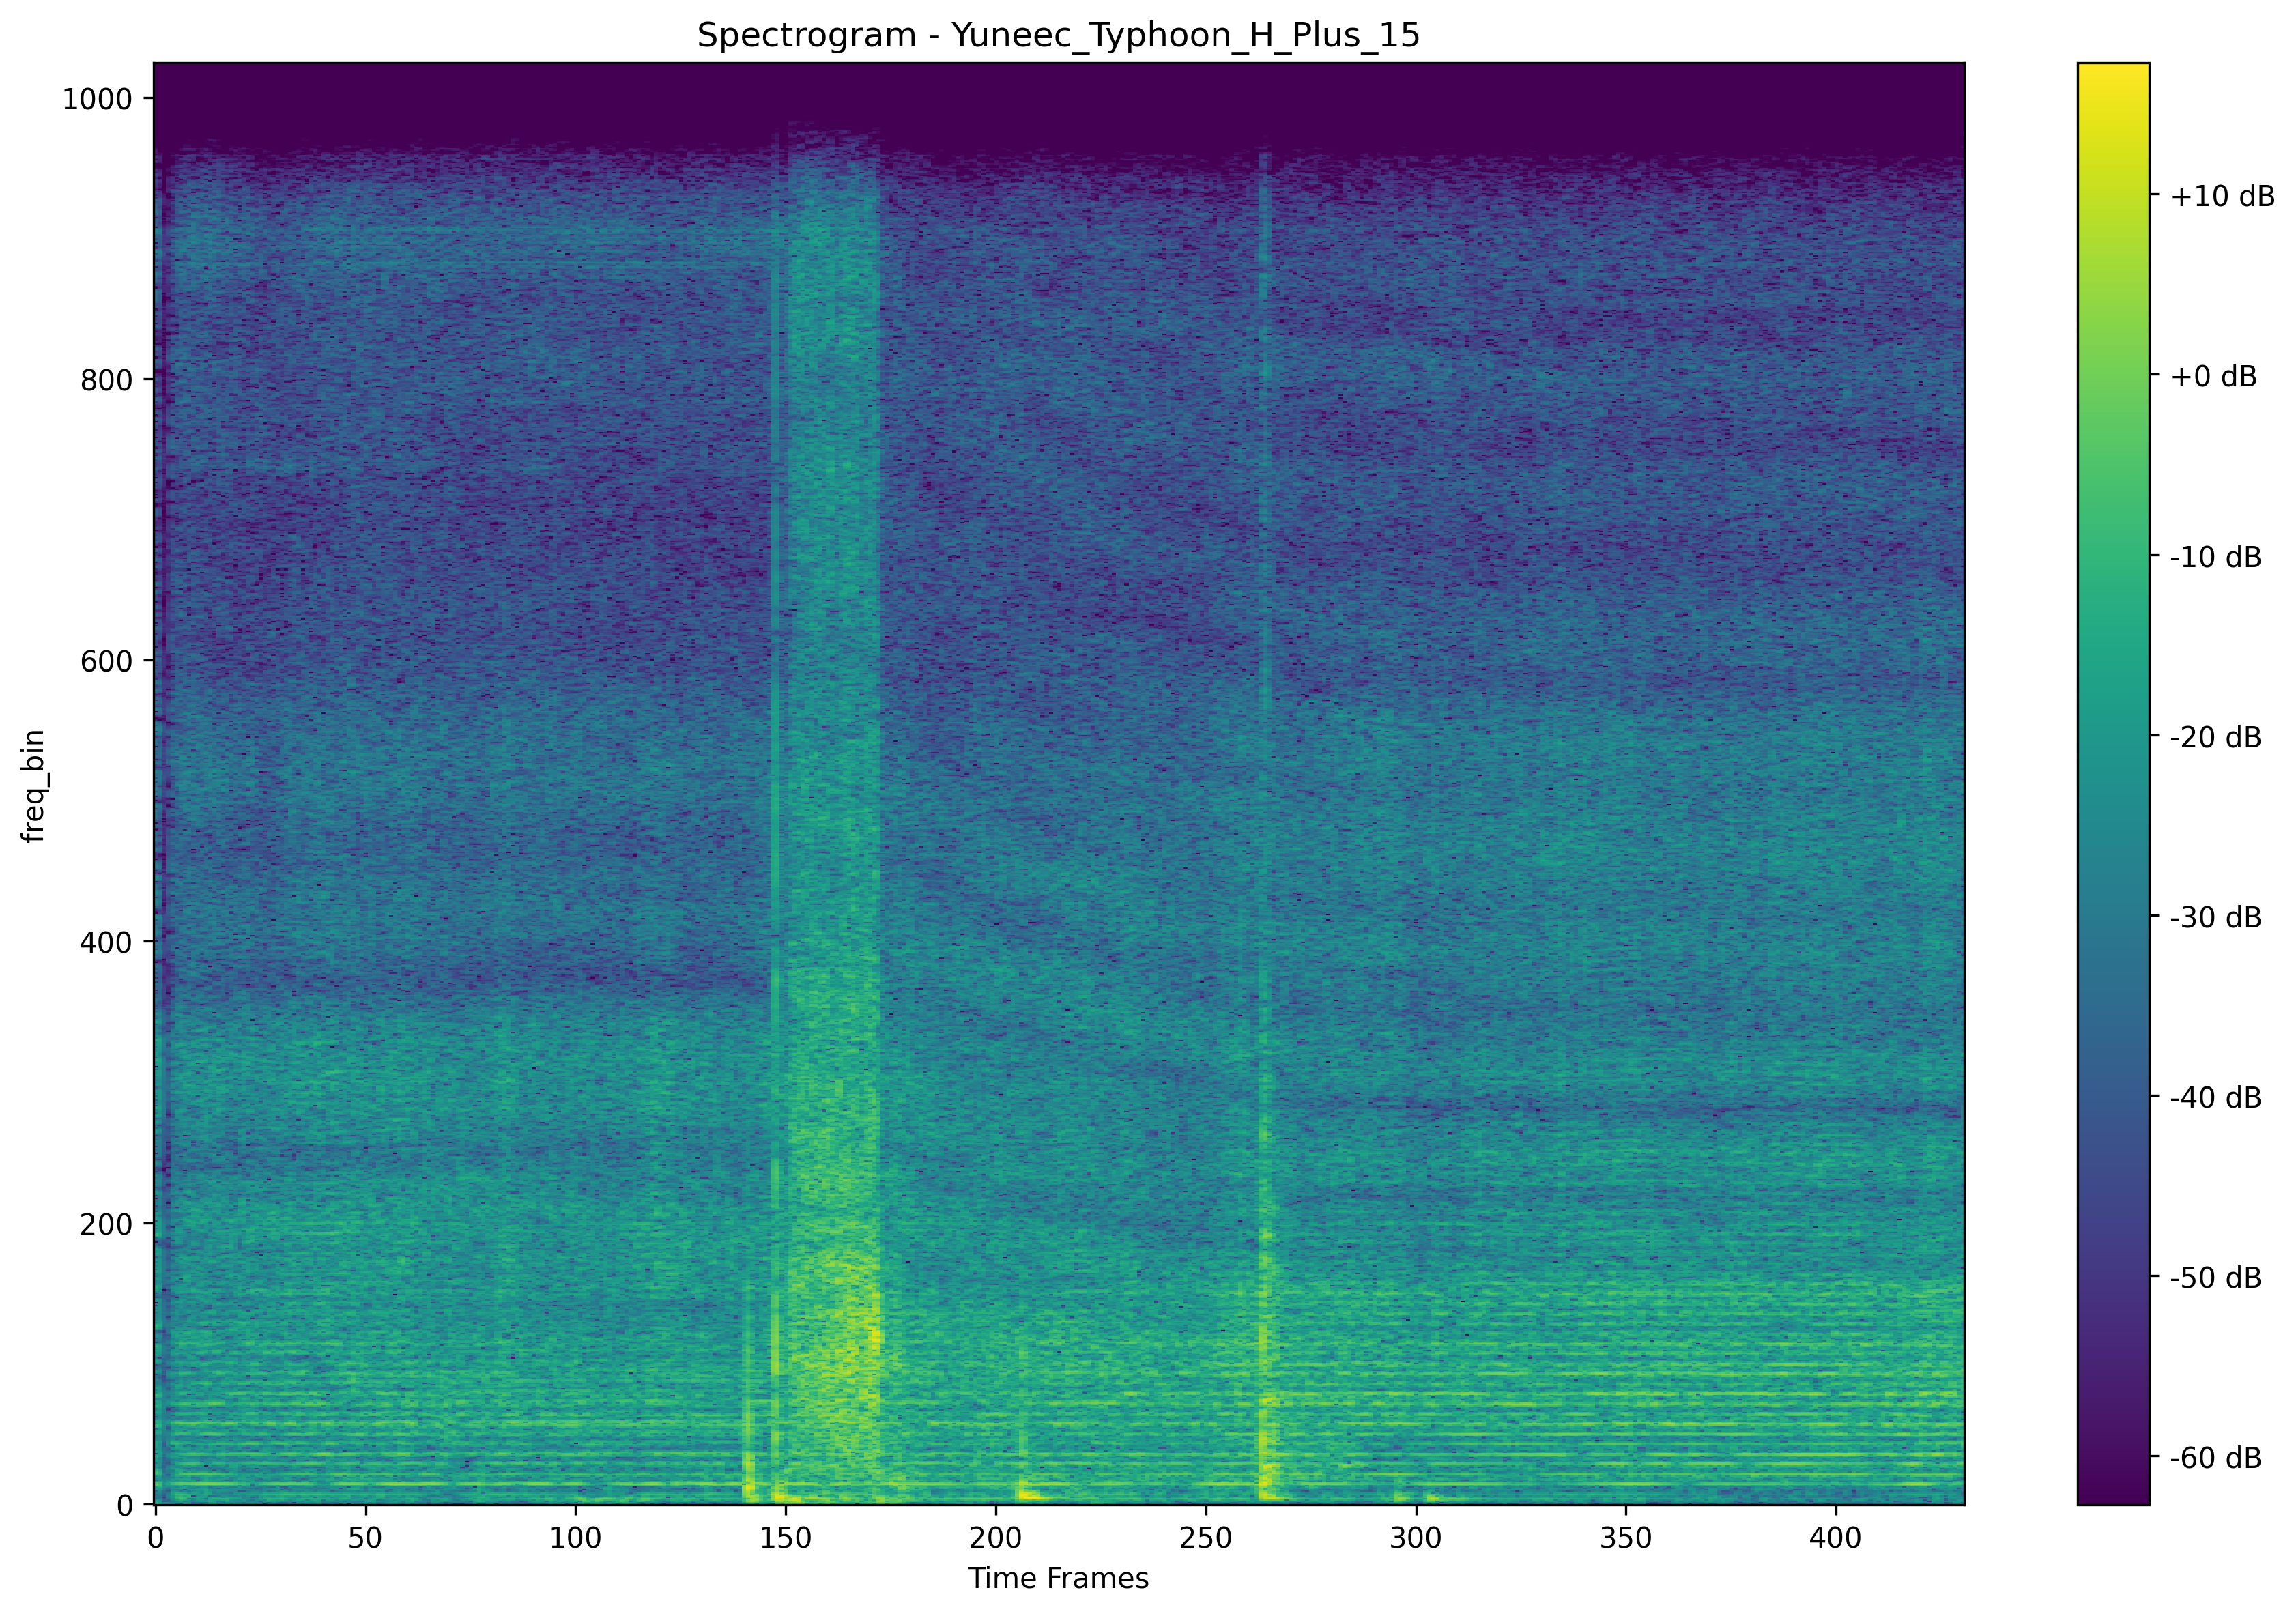 Spectrogram - Yuneec_Typhoon_H_Plus_15
1000
800
600
400
200
0
freq_bin
0 50 100 150 200 250 300 350 400
Time Frames
+10 dB
+0 dB
-10 dB
-20 dB
-30 dB
-40 dB
-50 dB
-60 dB